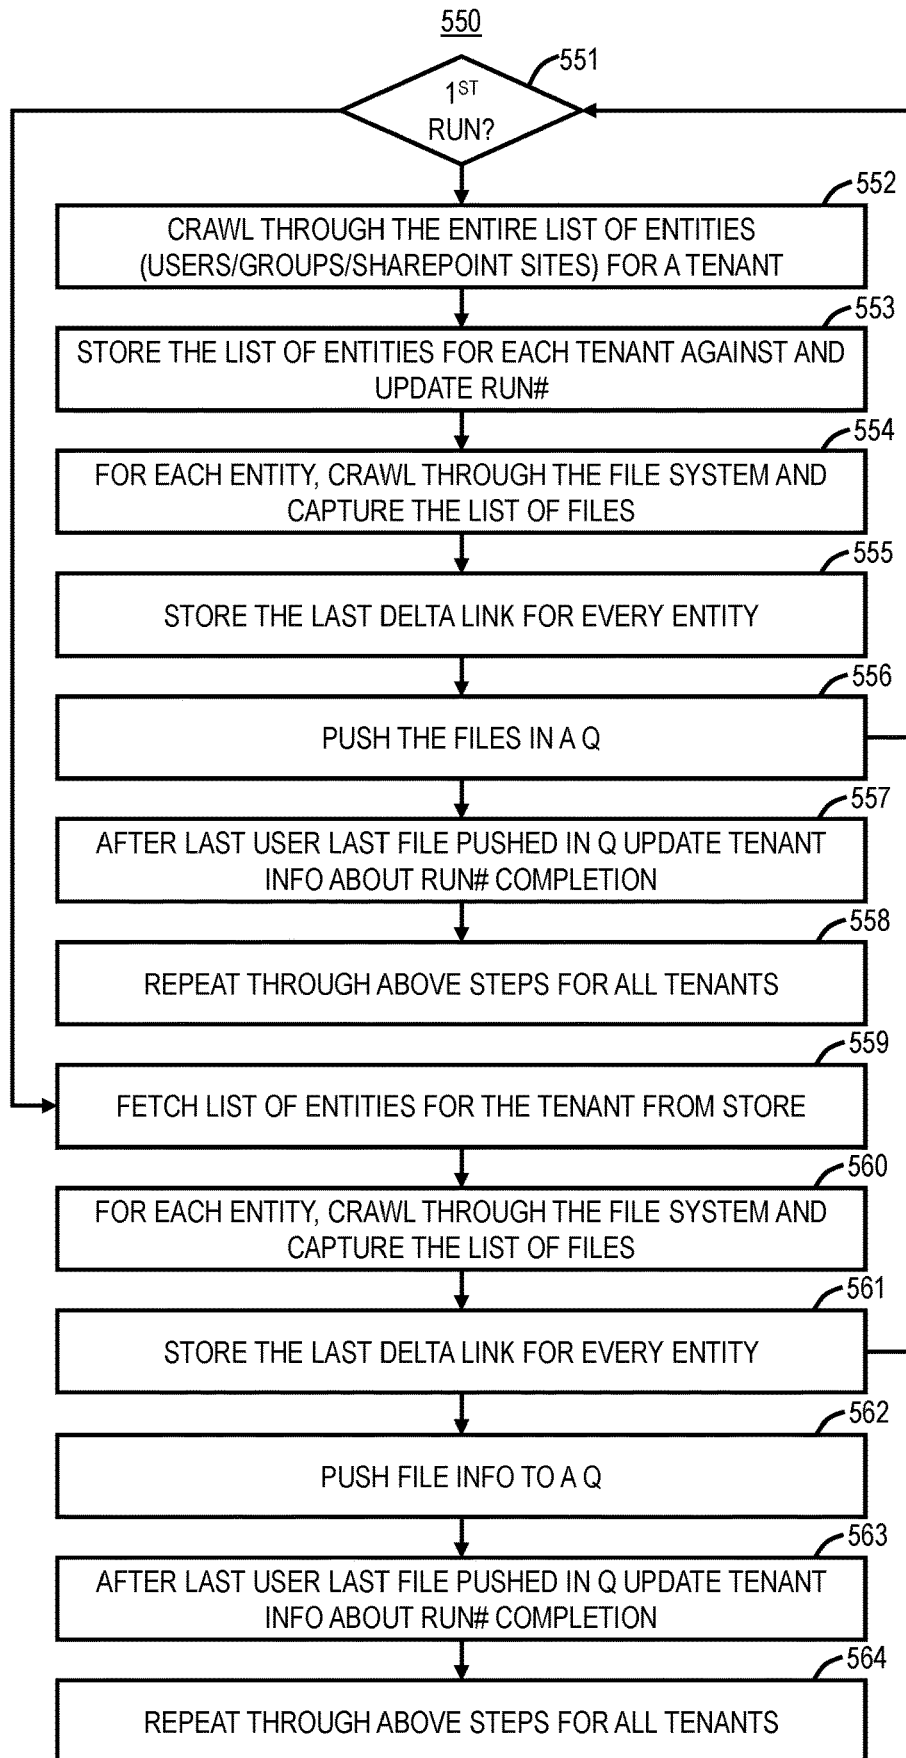 550
551
1ST
RUN?
552
CRAWL THROUGH THE ENTIRE LIST OF ENTITIES
(USERS/GROUPS/SHAREPOINT SITES) FOR A TENANT
553
STORE THE LIST OF ENTITIES FOR EACH TENANT AGAINST AND
UPDATE RUN#
554
FOR EACH ENTITY, CRAWL THROUGH THE FILE SYSTEM AND
CAPTURE THE LIST OF FILES
555
STORE THE LAST DELTA LINK FOR EVERY ENTITY
556
PUSH THE FILES IN A Q
557
AFTER LAST USER LAST FILE PUSHED IN Q UPDATE TENANT
INFO ABOUT RUN# COMPLETION
558
REPEAT THROUGH ABOVE STEPS FOR ALL TENANTS
559
FETCH LIST OF ENTITIES FOR THE TENANT FROM STORE
560
FOR EACH ENTITY, CRAWL THROUGH THE FILE SYSTEM AND
CAPTURE THE LIST OF FILES
561
STORE THE LAST DELTA LINK FOR EVERY ENTITY
562
PUSH FILE INFO TO A Q
563
AFTER LAST USER LAST FILE PUSHED IN Q UPDATE TENANT
INFO ABOUT RUN# COMPLETION
564
REPEAT THROUGH ABOVE STEPS FOR ALL TENANTS